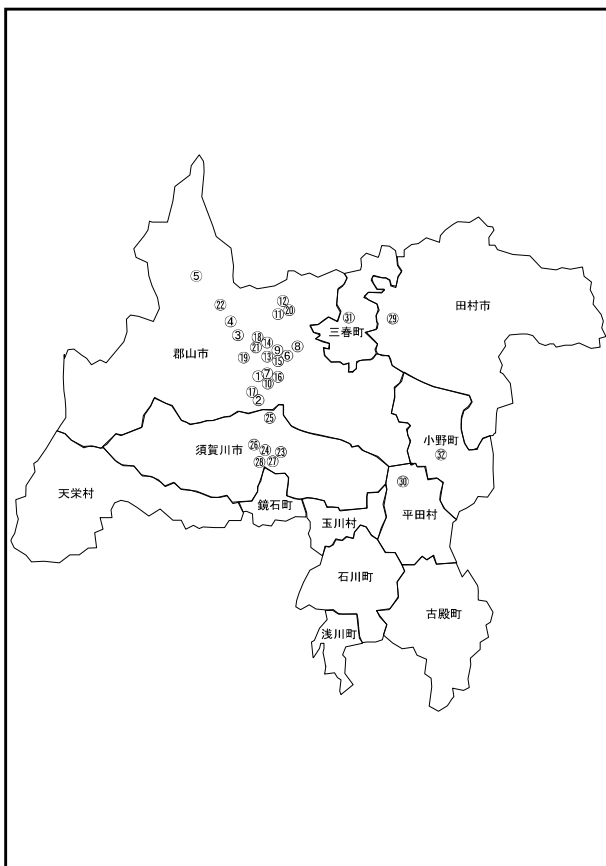 ⑤
⑫
㉒ ⑪ ⑳ 田村市
④ 三春町 ㉛ ㉙
③ ⑱ ⑭
郡山市 ㉑ ⑨ ⑧
⑲ ⑬ ⑮ ⑥
① ⑦ ⑯
⑩
⑰ ②
㉕
小野町
須賀川市 ㉖ ㉔ ㉓ ㉜
㉘ ㉗
天栄村 ㉚
鏡石町 玉川村 平田村
石川町
古殿町
浅川町